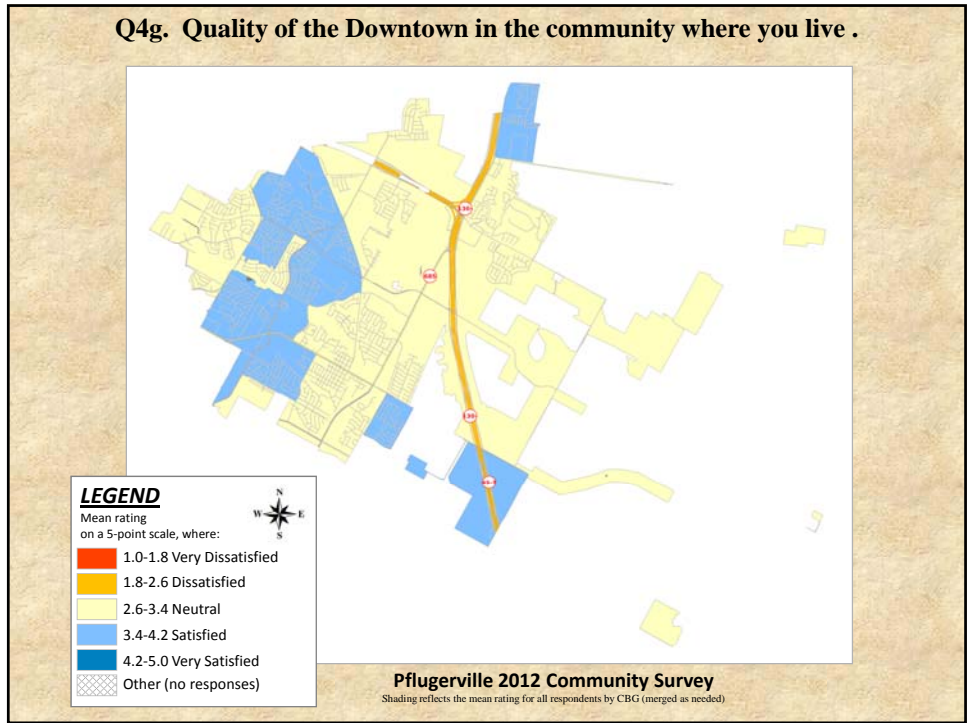 Q4g. Quality of the Downtown in the community where you live .
130
685
130
LEGEND
N
W E
S
Mean rating
on a 5-point scale, where:
1.0-1.8 Very Dissatisfied
1.8-2.6 Dissatisfied
2.6-3.4 Neutral
3.4-4.2 Satisfied
4.2-5.0 Very Satisfied
Other (no responses)
Pflugerville 2012 Community Survey
Shading reflects the mean rating for all respondents by CBG (merged as needed)